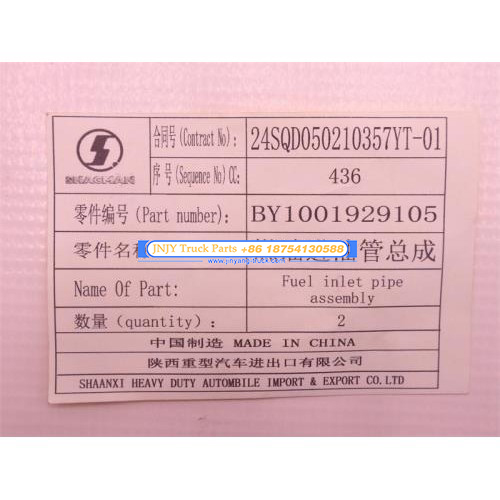 SHACMAN
合同号(Contract No): 24SQD050210357YT-01
序号(Sequence No)CC: 436
零件编号(Part number): BY1001929105
零件名称 进油管总成
JNJY Truck Parts +86 18754130588
Name Of Part: Fuel inlet pipe
assembly
数量(quantity): 2
中国制造 MADE IN CHINA
陕西重型汽车进出口有限公司
SHAANXI HEAVY DUTY AUTOMBILE IMPORT & EXPORT CO.LTD